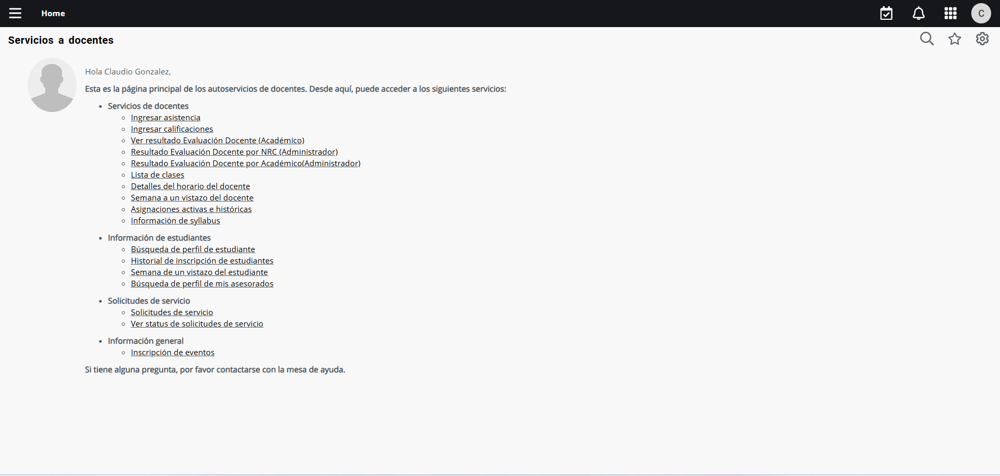 Home
C
Servicios a docentes
Hola Claudio Gonzalez,
Esta es la página principal de los autoservicios de docentes. Desde aquí, puede acceder a los siguientes servicios:
Servicios de docentes
Ingresar asistencia
Ingresar calificaciones
Ver resultado Evaluación Docente (Académico)
Resultado Evaluación Docente por NRC (Administrador)
Resultado Evaluación Docente por Académico(Administrador)
Lista de clases
Detalles del horario del docente
Semana a un vistazo del docente
Asignaciones activas e históricas
Información de syllabus
Información de estudiantes
Búsqueda de perfil de estudiante
Historial de inscripción de estudiantes
Semana de un vistazo del estudiante
Búsqueda de perfil de mis asesorados
Solicitudes de servicio
Solicitudes de servicio
Ver status de solicitudes de servicio
Información general
Inscripción de eventos
Si tiene alguna pregunta, por favor contactarse con la mesa de ayuda.